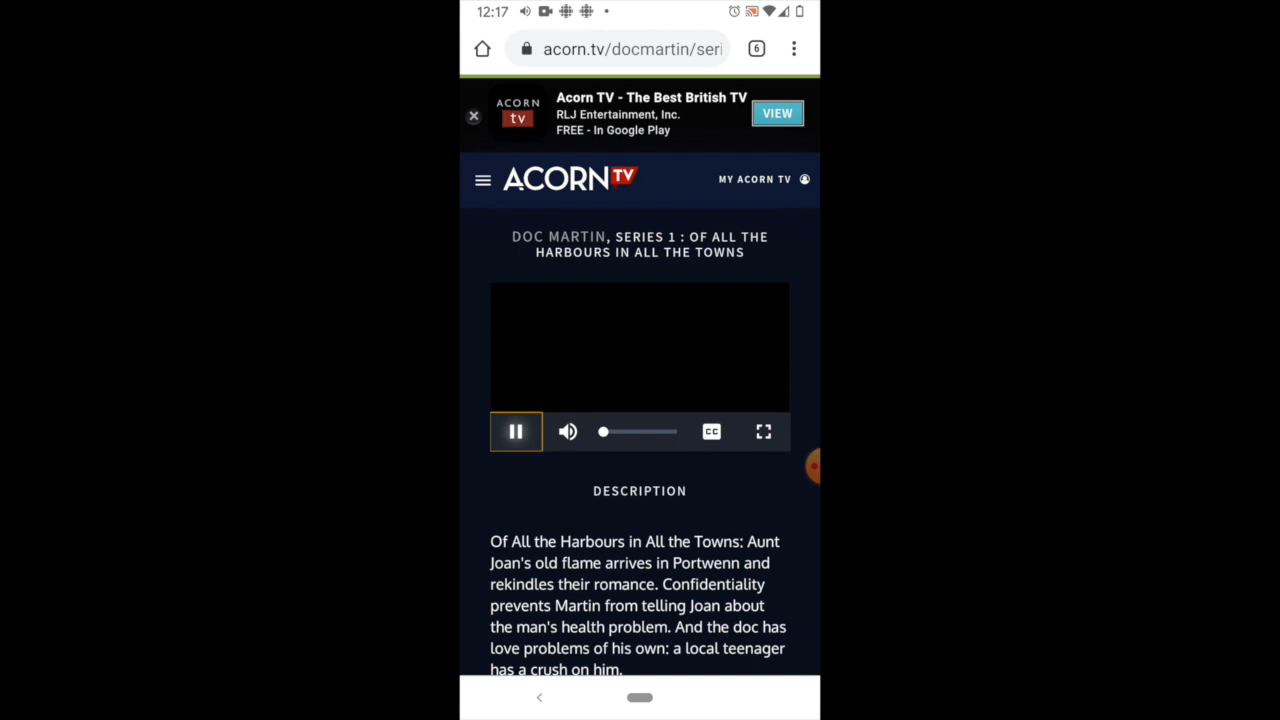 12:17
acorn.tv/docmartin/seri
6
ACORN
tv
Acorn TV - The Best British TV
RLJ Entertainment, Inc.
FREE - In Google Play
VIEW
ACORN TV
MY ACORN TV
DOC MARTIN, SERIES 1 : OF ALL THE
HARBOURS IN ALL THE TOWNS
CC
DESCRIPTION
Of All the Harbours in All the Towns: Aunt
Joan's old flame arrives in Portwenn and
rekindles their romance. Confidentiality
prevents Martin from telling Joan about
the man's health problem. And the doc has
love problems of his own: a local teenager
has a crush on him.